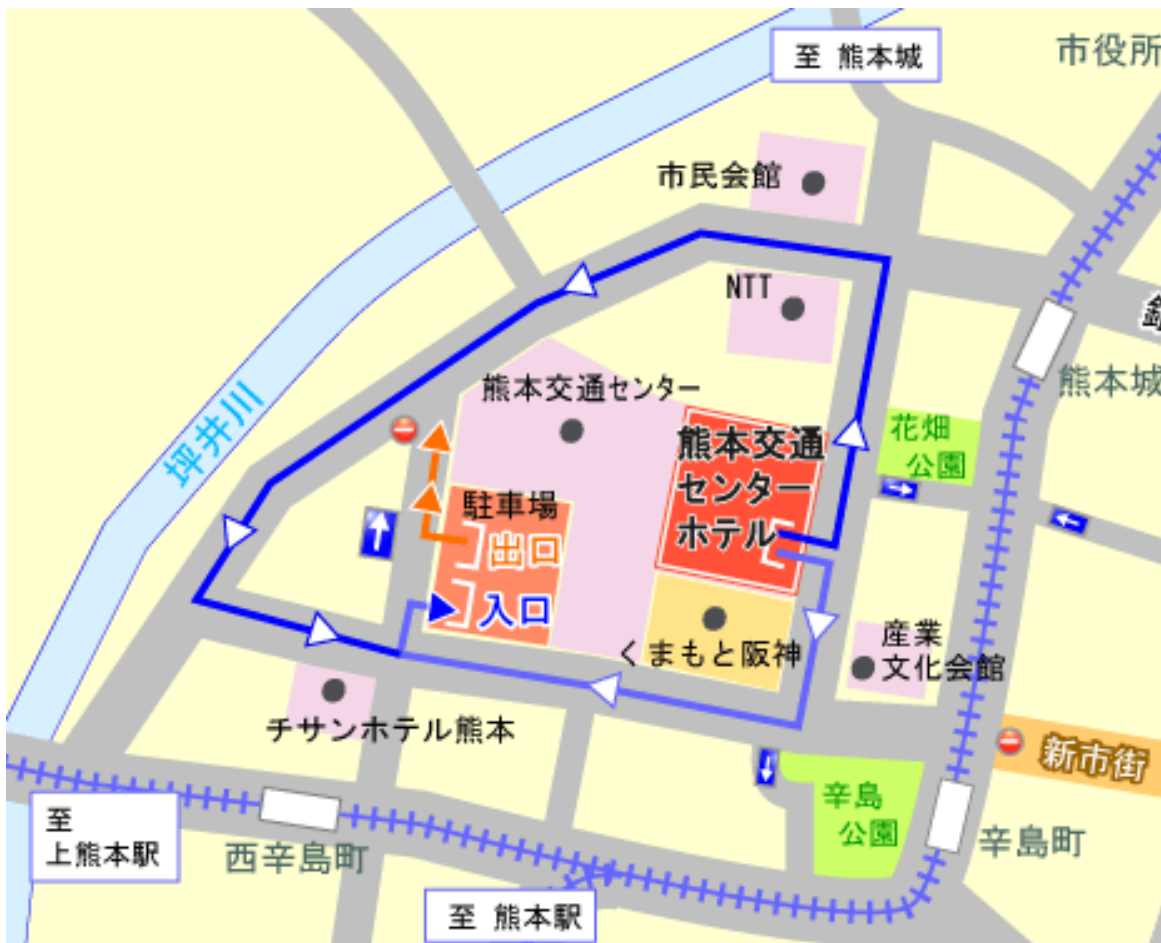 至 熊本城
市役所
市民会館
NTT
熊本城
熊本交通センター
花畑
公園
熊本交通
センター
ホテル
坪井川
駐車場
出口
入口
産業
文化会館
くまもと阪神
チサンホテル熊本
新市街
辛島
公園
至
上熊本駅
西辛島町
辛島町
至 熊本駅